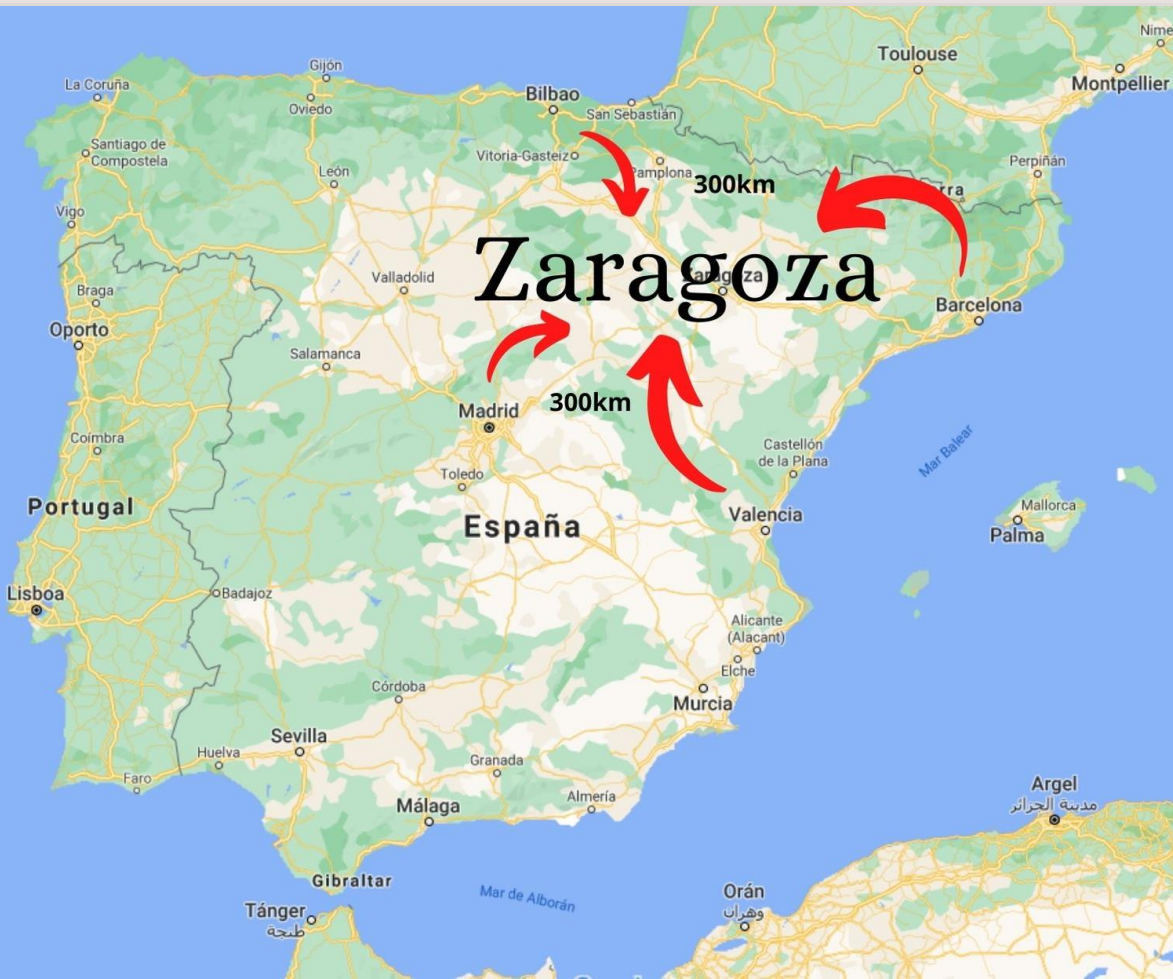 Nime
Toulouse
Montpellier
Gijón
La Coruña
Bilbao
San Sebastián
Oviedo
Santiago de
Compostela
Vitoria-Gasteiz
Pamplona
300km
Perpiñán
León
rra
Vigo
Zaragoza
Zaragoza
Valladolid
Braga
Barcelona
Oporto
Salamanca
Madrid
300km
Coímbra
Castellón
de la Plana
Mar Balear
Toledo
Portugal
España
Valencia
Mallorca
Palma
Lisboa
Badajoz
Alicante
(Alacant)
Elche
Córdoba
Murcia
Sevilla
Huelva
Granada
Faro
Málaga
Almería
Argel
مدينة الجزائر
Gibraltar
Mar de Alborán
Orán
وهران
Tánger
طنجة